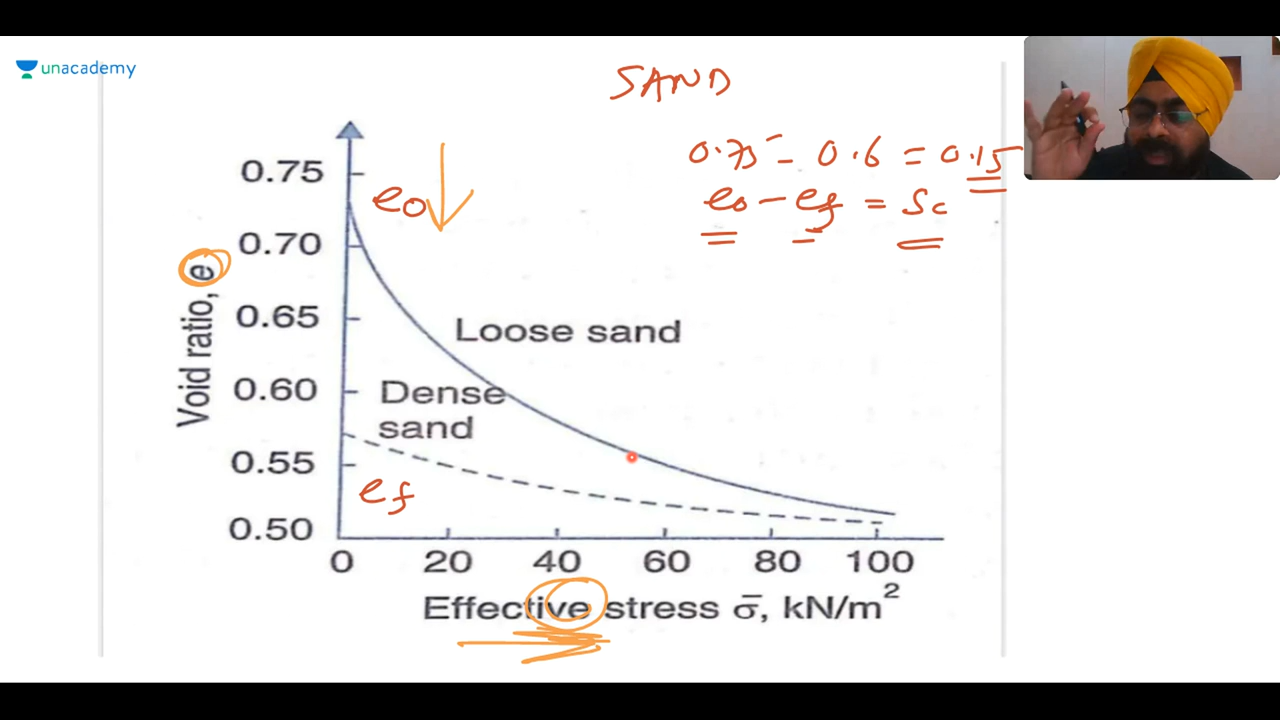 unacademy
SAND
0.75 - 0.6 = 0.15
e₀ - ef = Sc
0.75
e₀
0.70
Void ratio, e
0.65
Loose sand
0.60
Dense
sand
0.55
ef
0.50
0 20 40 60 80 100
Effective stress σ̄, kN/m²